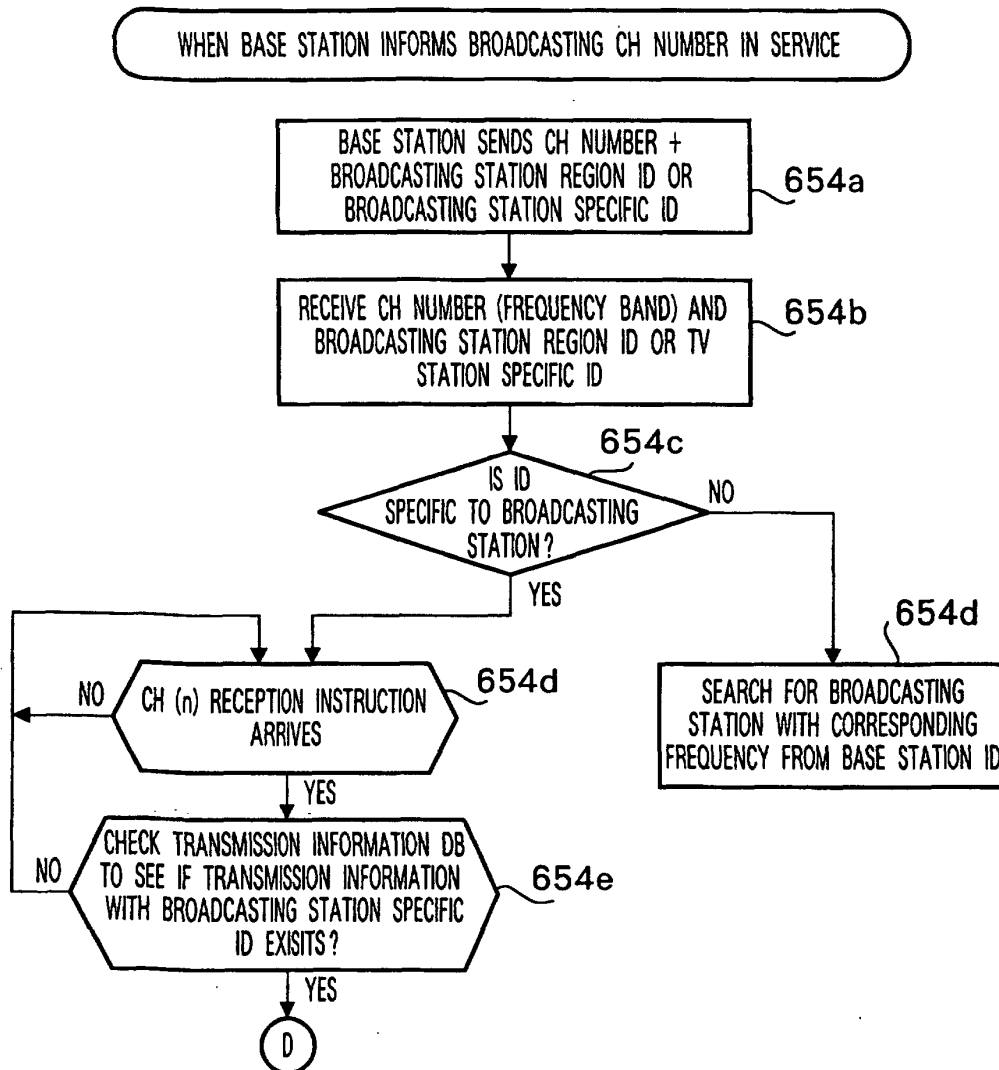 WHEN BASE STATION INFORMS BROADCASTING CH NUMBER IN SERVICE
BASE STATION SENDS CH NUMBER +
BROADCASTING STATION REGION ID OR
BROADCASTING STATION SPECIFIC ID
654a
RECEIVE CH NUMBER (FREQUENCY BAND) AND
BROADCASTING STATION REGION ID OR TV
STATION SPECIFIC ID
654b
654c
IS ID
SPECIFIC TO BROADCASTING
STATION?
NO
YES
654d
SEARCH FOR BROADCASTING
STATION WITH CORRESPONDING
FREQUENCY FROM BASE STATION ID
NO
CH (n) RECEPTION INSTRUCTION
ARRIVES
654d
YES
NO
CHECK TRANSMISSION INFORMATION DB
TO SEE IF TRANSMISSION INFORMATION
WITH BROADCASTING STATION SPECIFIC
ID EXISITS?
654e
YES
D